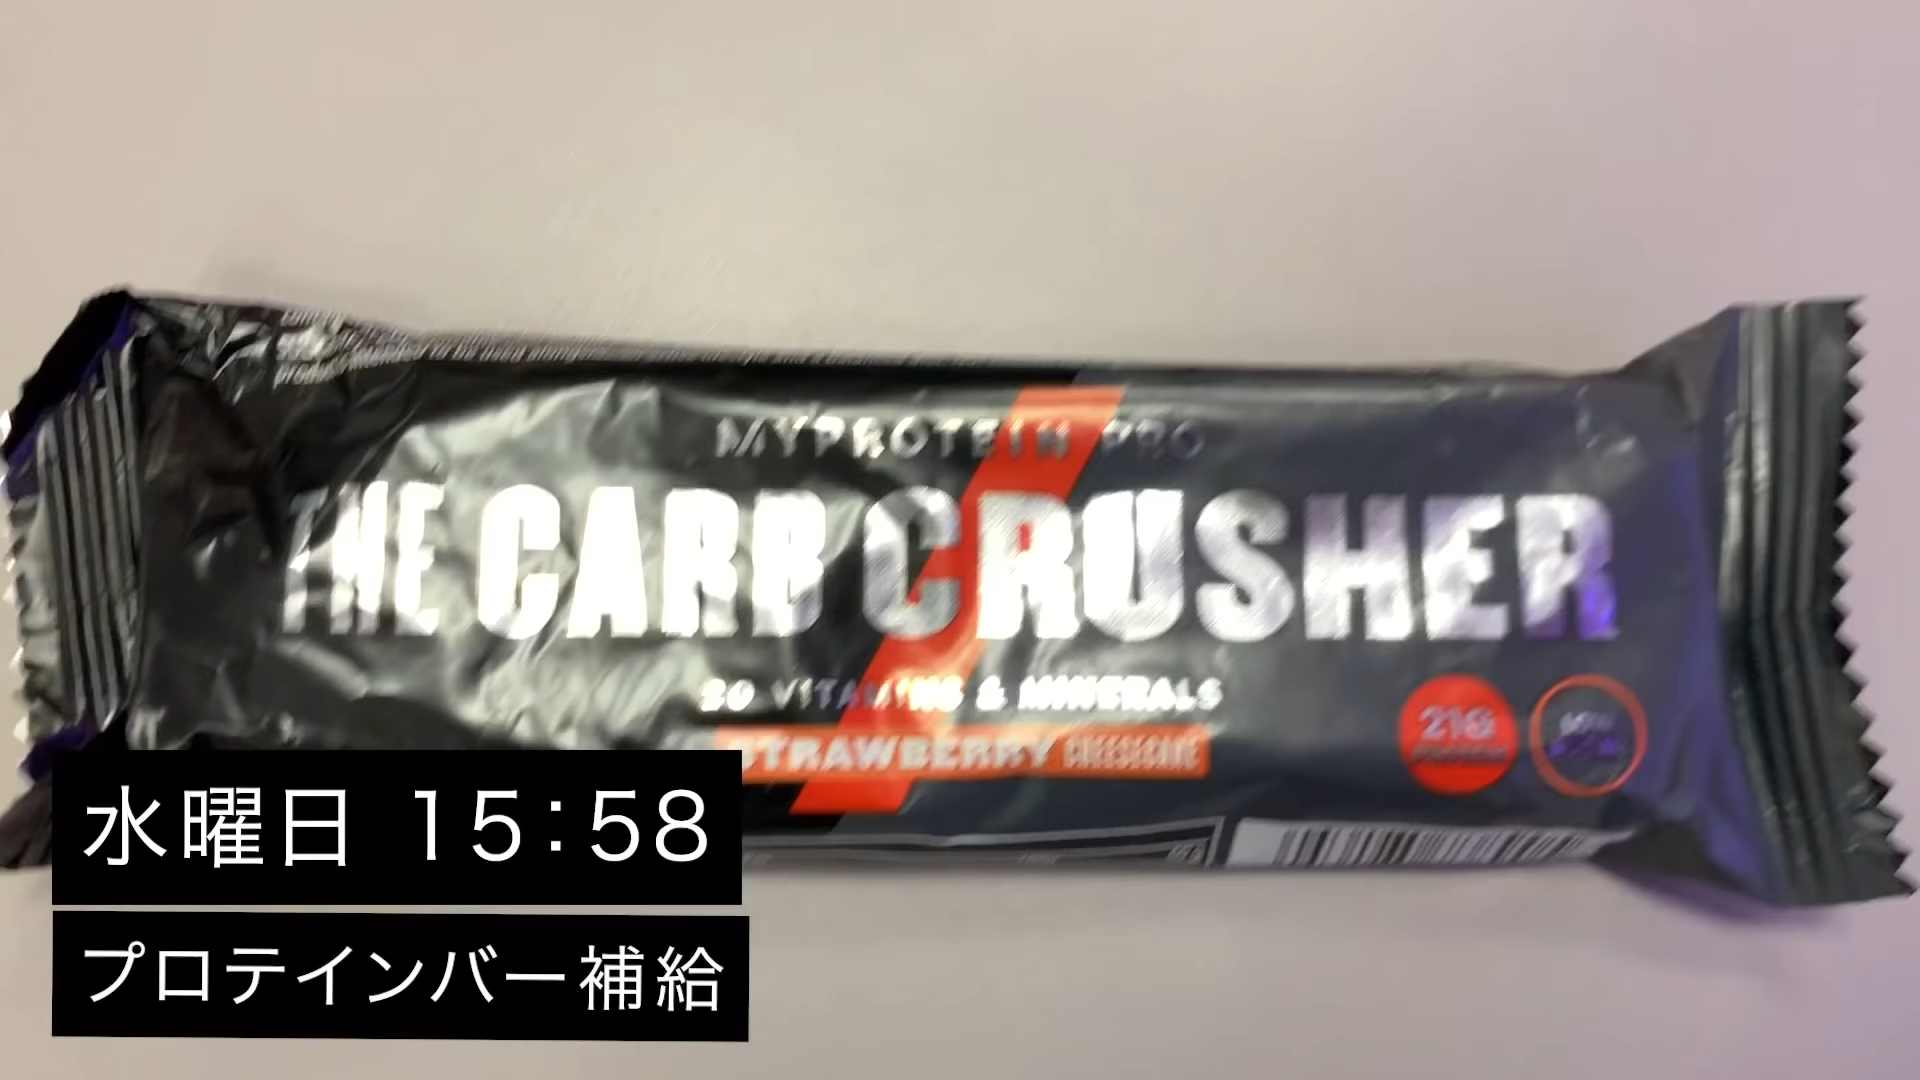 MYPROTEIN PRO
THE CARB CRUSHER
20 VITAMINS & MINERALS
STRAWBERRY CHEESECAKE
21G
LOW
水曜日 15:58
プロテインバー補給